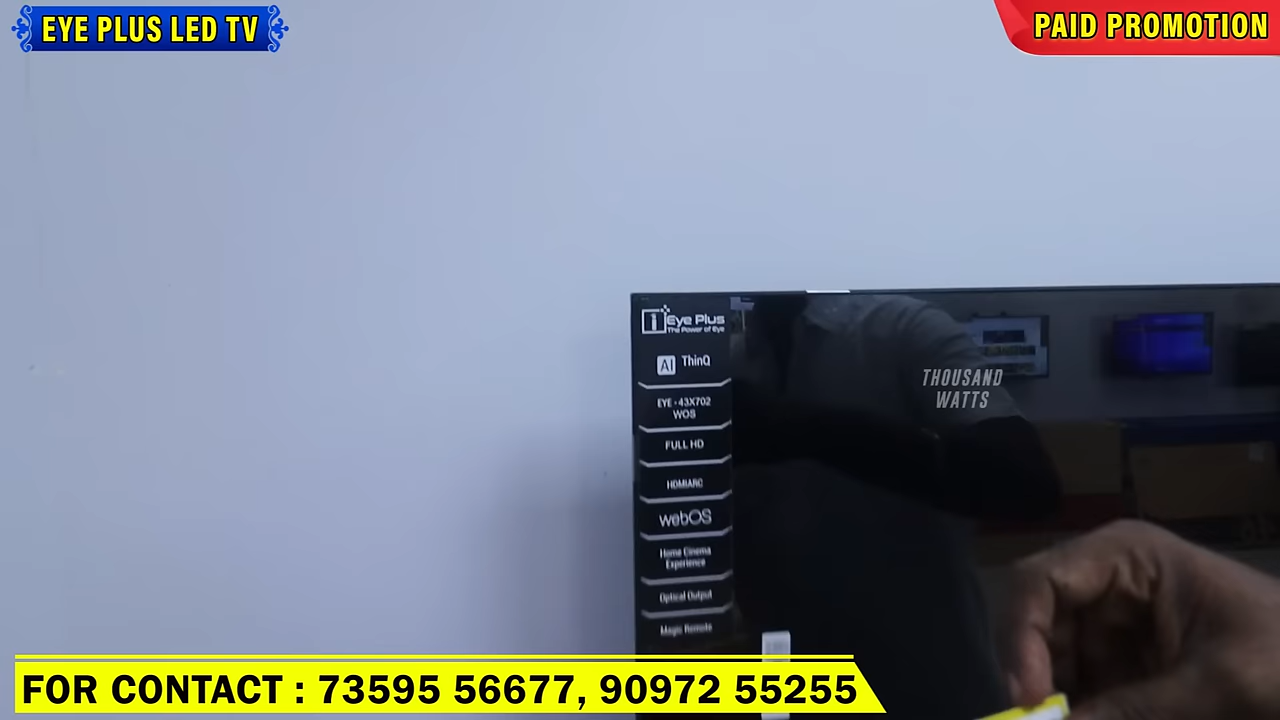 EYE PLUS LED TV
PAID PROMOTION
Eye Plus
The Power of Eye
AI ThinQ
THOUSAND
WATTS
EYE - 43X702
WOS
FULL HD
HDMIARC
webOS
Home Cinema
Experience
Optical Output
Magic Remote
FOR CONTACT : 73595 56677, 90972 55255